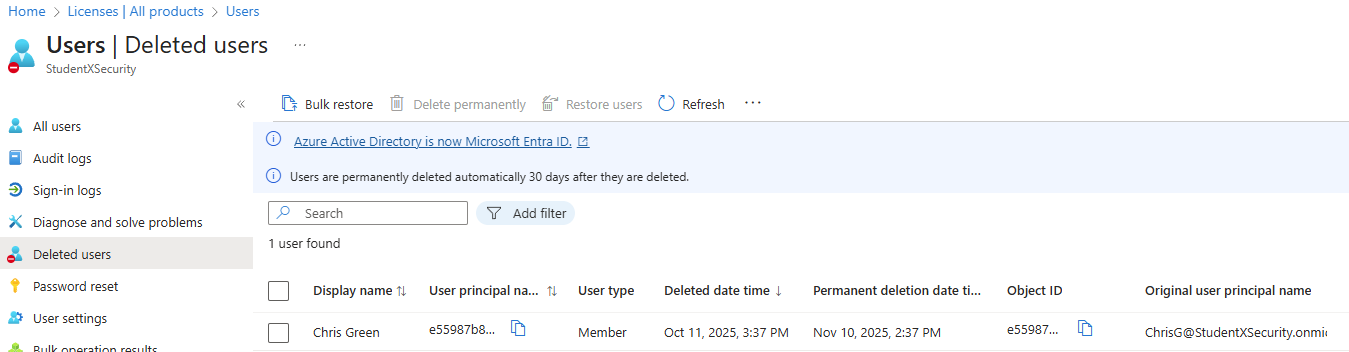 Home > Licenses | All products > Users
Users | Deleted users ...
StudentXSecurity
«
All users
Audit logs
Sign-in logs
Diagnose and solve problems
Deleted users
Password reset
User settings
Bulk operation results
Bulk restore Delete permanently Restore users Refresh ...
Azure Active Directory is now Microsoft Entra ID.
Users are permanently deleted automatically 30 days after they are deleted.
Search Add filter
1 user found
Display name User principal na... User type Deleted date time Permanent deletion date ti... Object ID Original user principal name
Chris Green e55987b8... Member Oct 11, 2025, 3:37 PM Nov 10, 2025, 2:37 PM e55987... ChrisG@StudentXSecurity.onmic